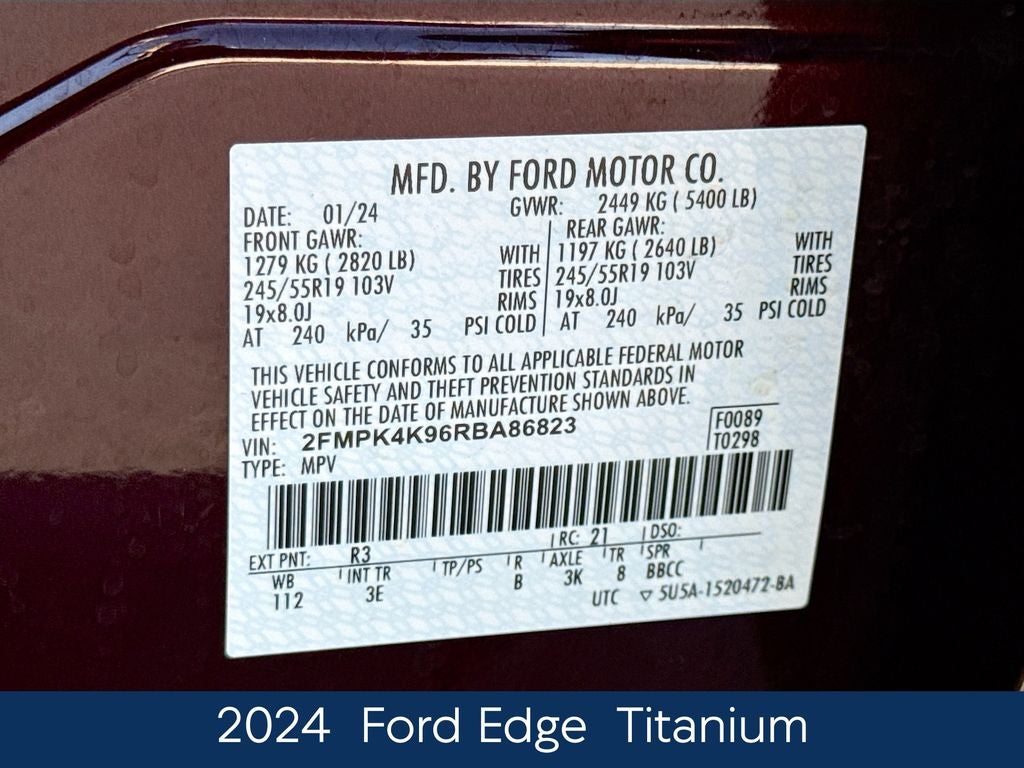 MFD. BY FORD MOTOR CO.
DATE: 01/24 GVWR: 2449 KG ( 5400 LB)
FRONT GAWR: REAR GAWR:
1279 KG ( 2820 LB) WITH 1197 KG ( 2640 LB) WITH
245/55R19 103V TIRES 245/55R19 103V TIRES
19x8.0J RIMS 19x8.0J RIMS
AT 240 kPa/ 35 PSI COLD AT 240 kPa/ 35 PSI COLD
THIS VEHICLE CONFORMS TO ALL APPLICABLE FEDERAL MOTOR
VEHICLE SAFETY AND THEFT PREVENTION STANDARDS IN
EFFECT ON THE DATE OF MANUFACTURE SHOWN ABOVE.
VIN: 2FMPK4K96RBA86823 F0089
TYPE: MPV T0298
EXT PNT: R3 RC: 21 DSO:
WB INT TR TP/PS R AXLE TR SPR
112 3E B 3K 8 BBCC
UTC ▽ 5U5A-1520472-BA
2024 Ford Edge Titanium